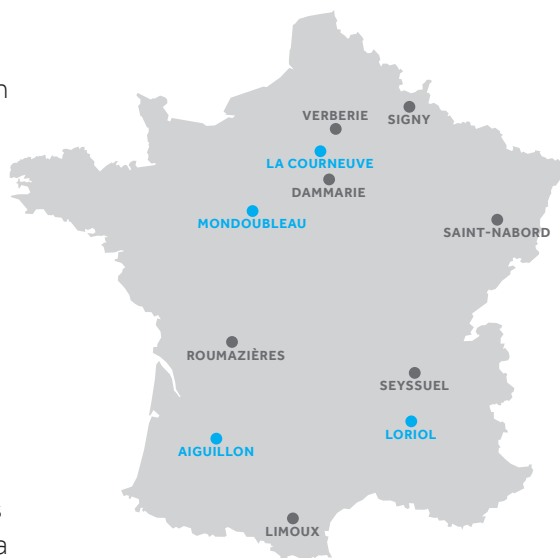 n
VERBERIE
SIGNY
LA COURNEUVE
DAMMARIE
MONDOUBLEAU
SAINT-NABORD
ROUMAZIÈRES
SEYSSUEL
LORIOL
AIGUILLON
s
LIMOUX
a